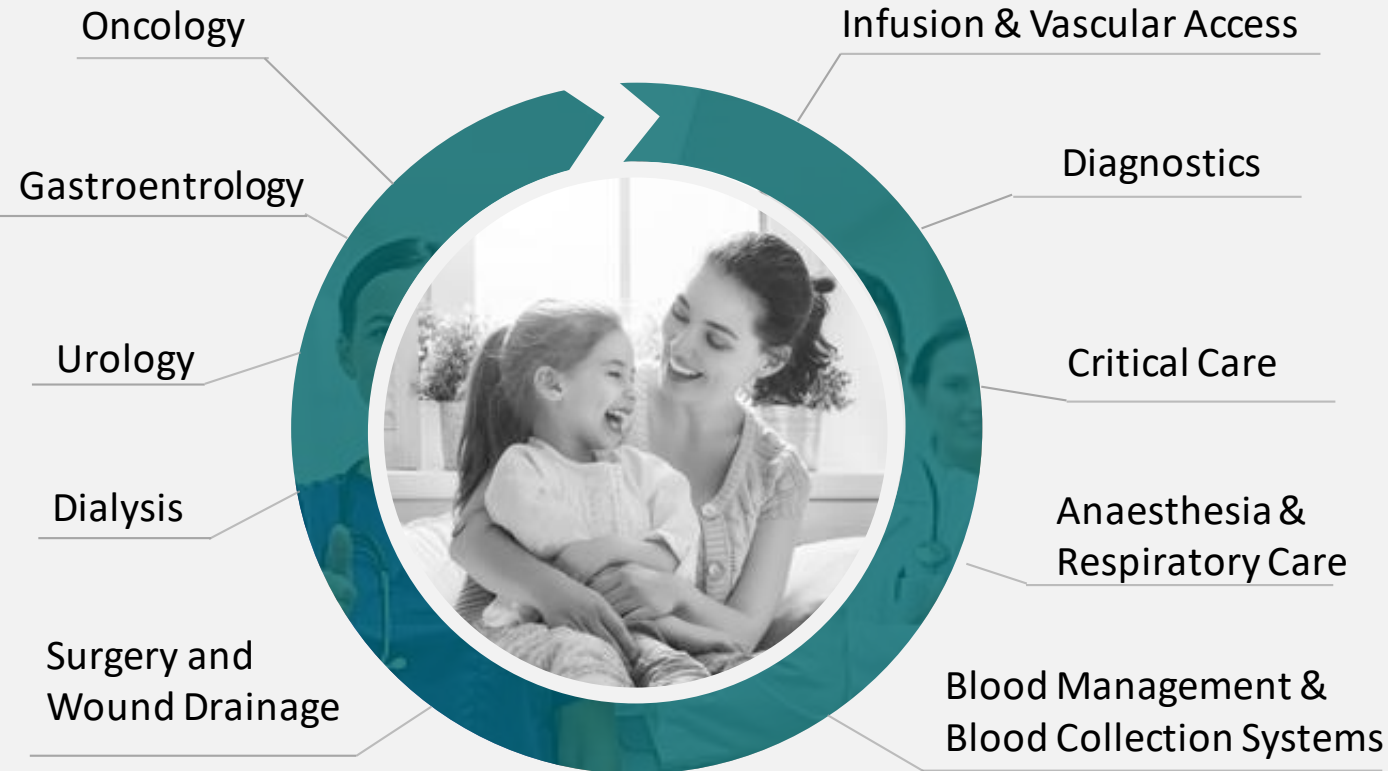 Oncology
Infusion & Vascular Access
Gastroentrology
Diagnostics
Urology
Critical Care
Dialysis
Anaesthesia &
Respiratory Care
Surgery and
Wound Drainage
Blood Management &
Blood Collection Systems